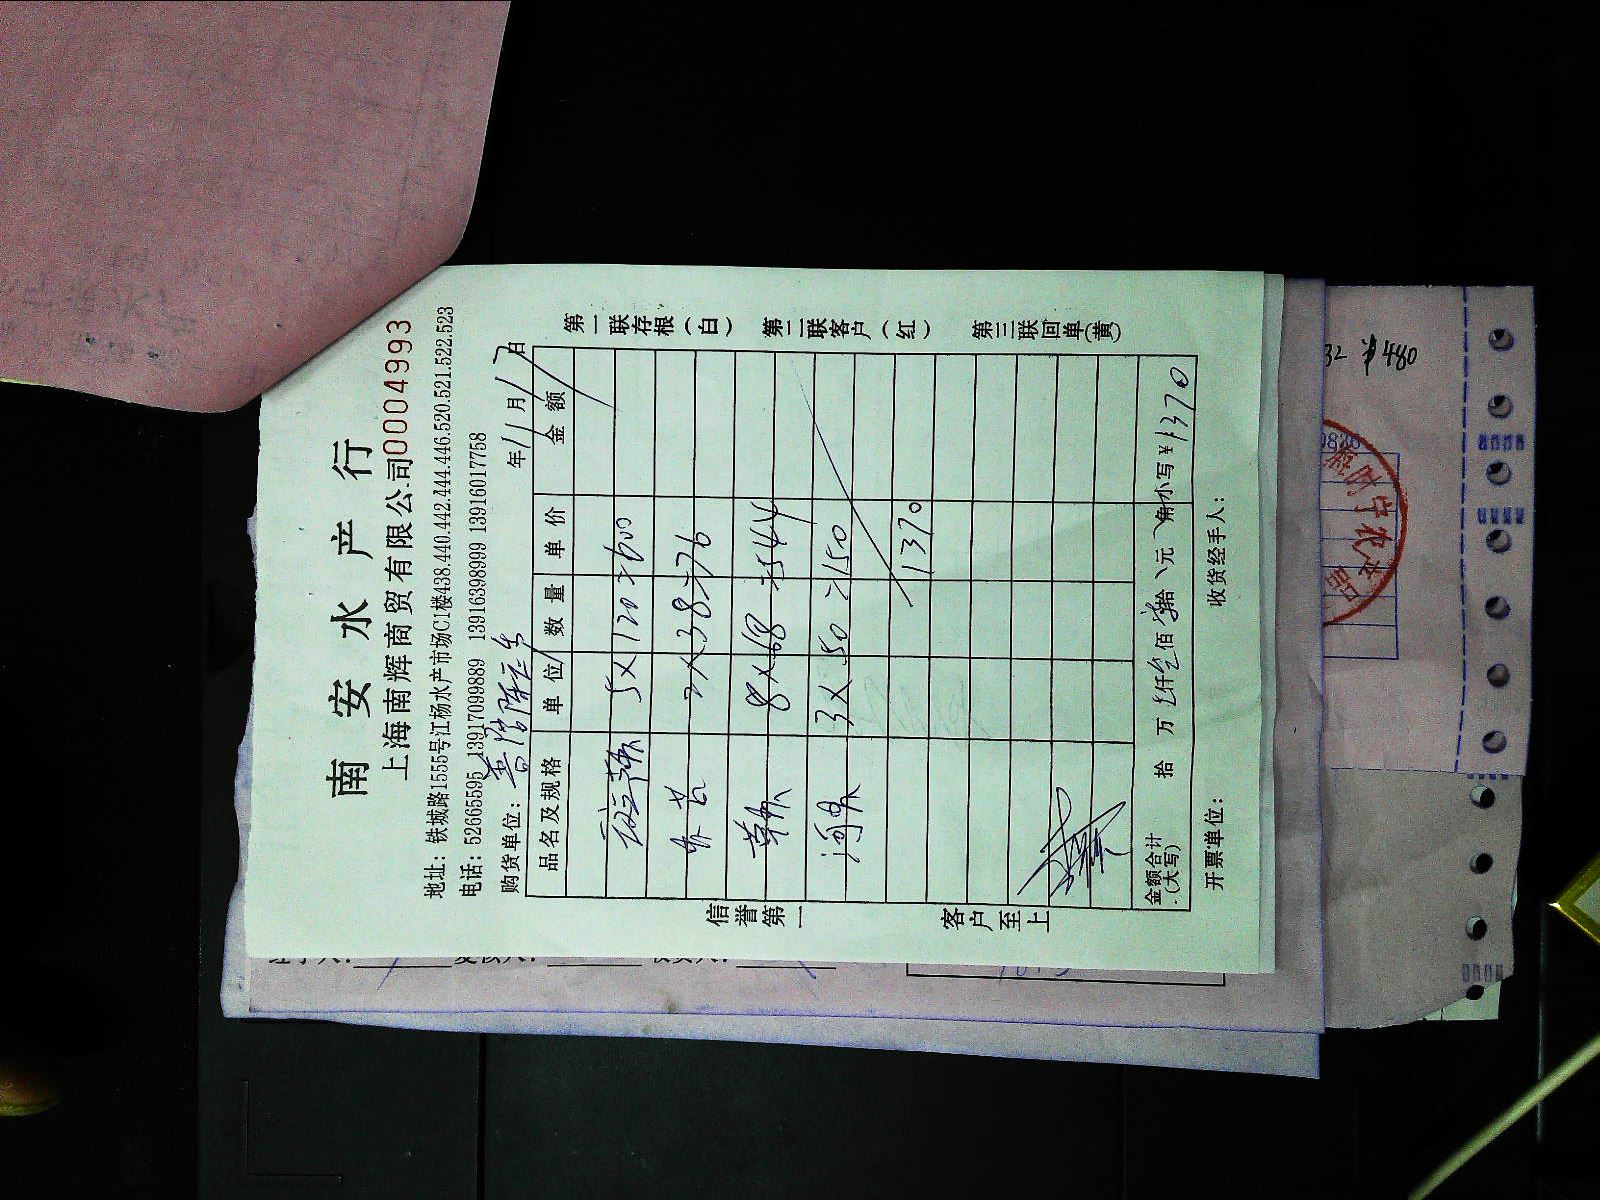 南安水产行
上海南辉商贸有限公司 0004993
地址：铁城路1555号江杨水产市场C1楼438.440.442.444.446.520.521.522.523
电话：52665595 13917099889 13916398999 13916017758
购货单位： 年11月17日
品名及规格 单位 数量 单价 金额
5×120=600
2×38=76
8×68=544
3×50=150
1370
金额合计(大写) 拾 万 仟 佰 拾 元 角 小写￥1370
开票单位： 收货经手人：
第一联存根(白) 第二联客户(红) 第三联回单(黄)
信誉第一 客户至上
32 480